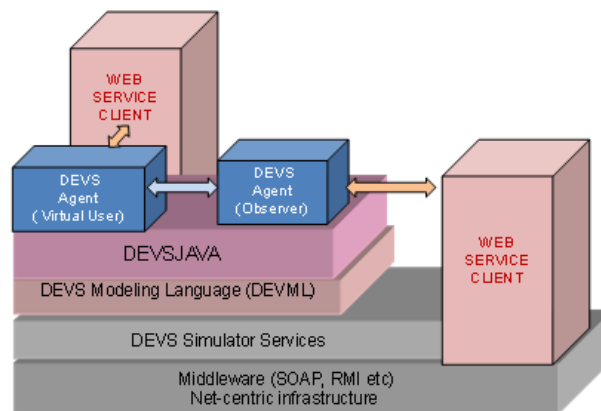 WEB
SERVICE
CLIENT
DEVS
Agent
( Virtual User)
DEVS
Agent
(Observer)
WEB
SERVICE
CLIENT
DEVSJAVA
DEVS Modeling Language (DEVML)
DEVS Simulator Services
Middleware (SOAP, RMI etc)
Net-centric infrastructure